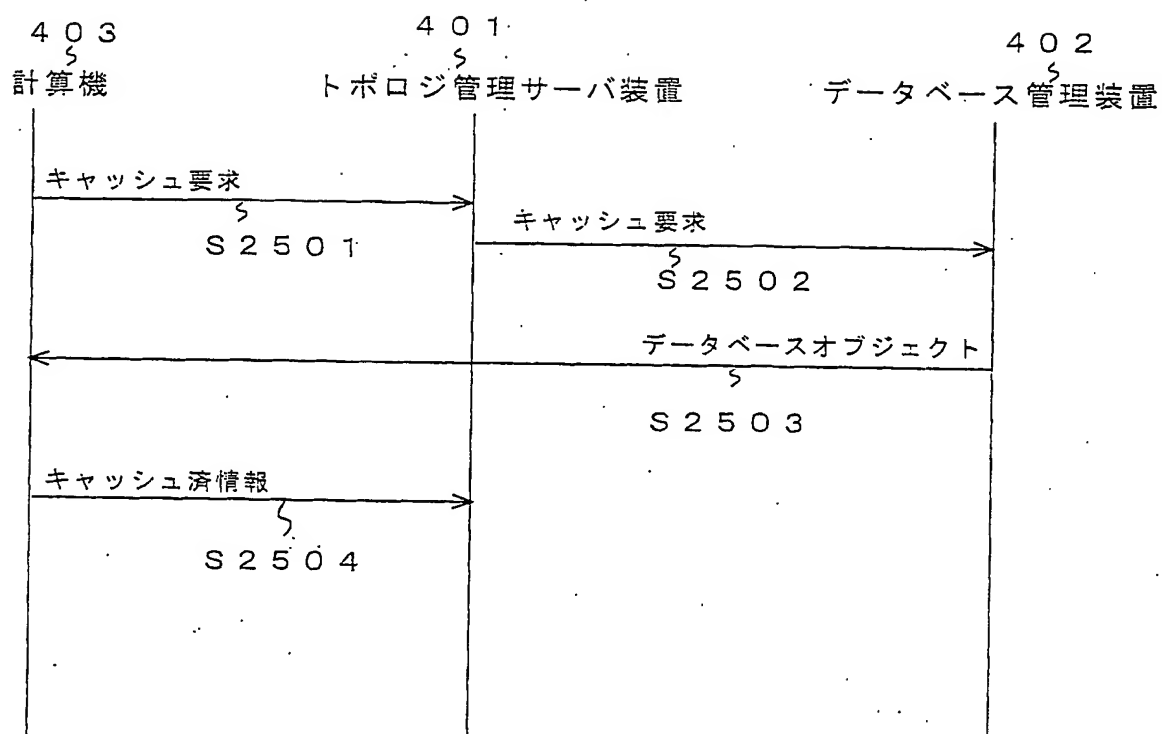 403
401
402
計算機
トポロジ管理サーバ装置
データベース管理装置
キャッシュ要求
S2501
キャッシュ要求
S2502
データベースオブジェクト
S2503
キャッシュ済情報
S2504